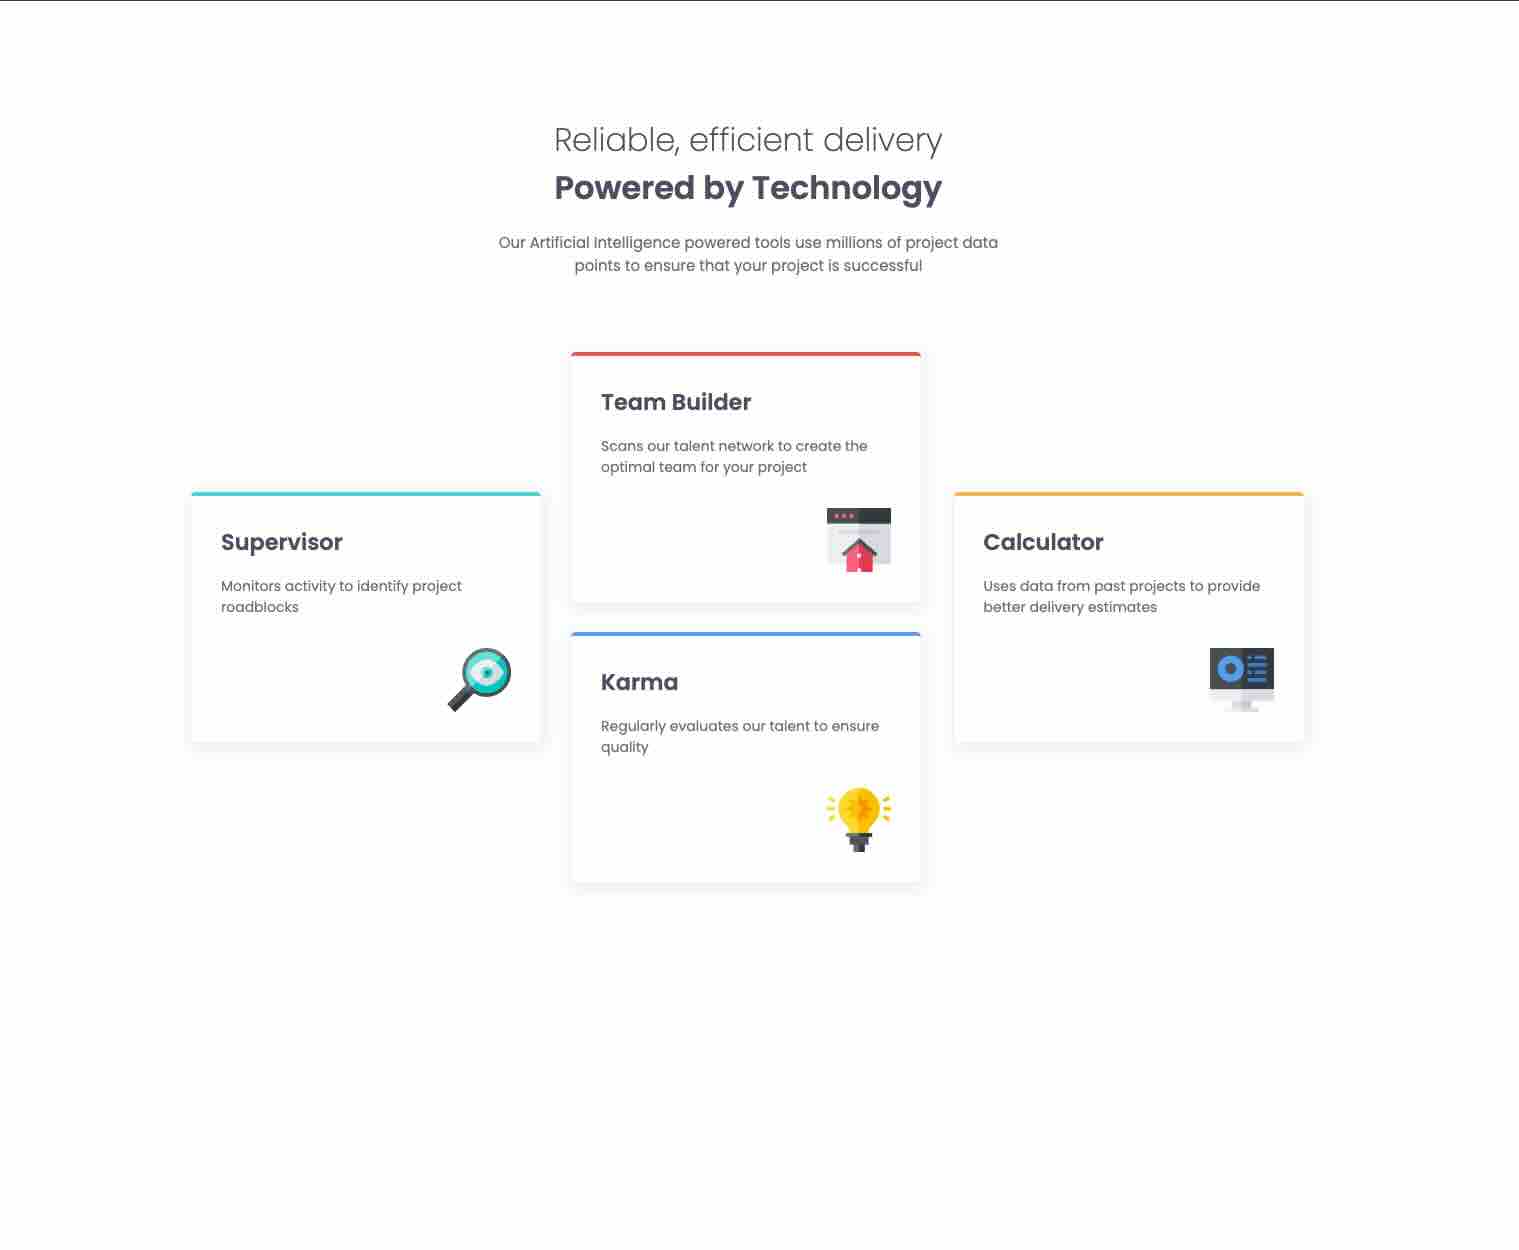 Reliable, efficient delivery
Powered by Technology
Our Artificial Intelligence powered tools use millions of project data
points to ensure that your project is successful
Supervisor
Monitors activity to identify project
roadblocks
Team Builder
Scans our talent network to create the
optimal team for your project
Karma
Regularly evaluates our talent to ensure
quality
Calculator
Uses data from past projects to provide
better delivery estimates